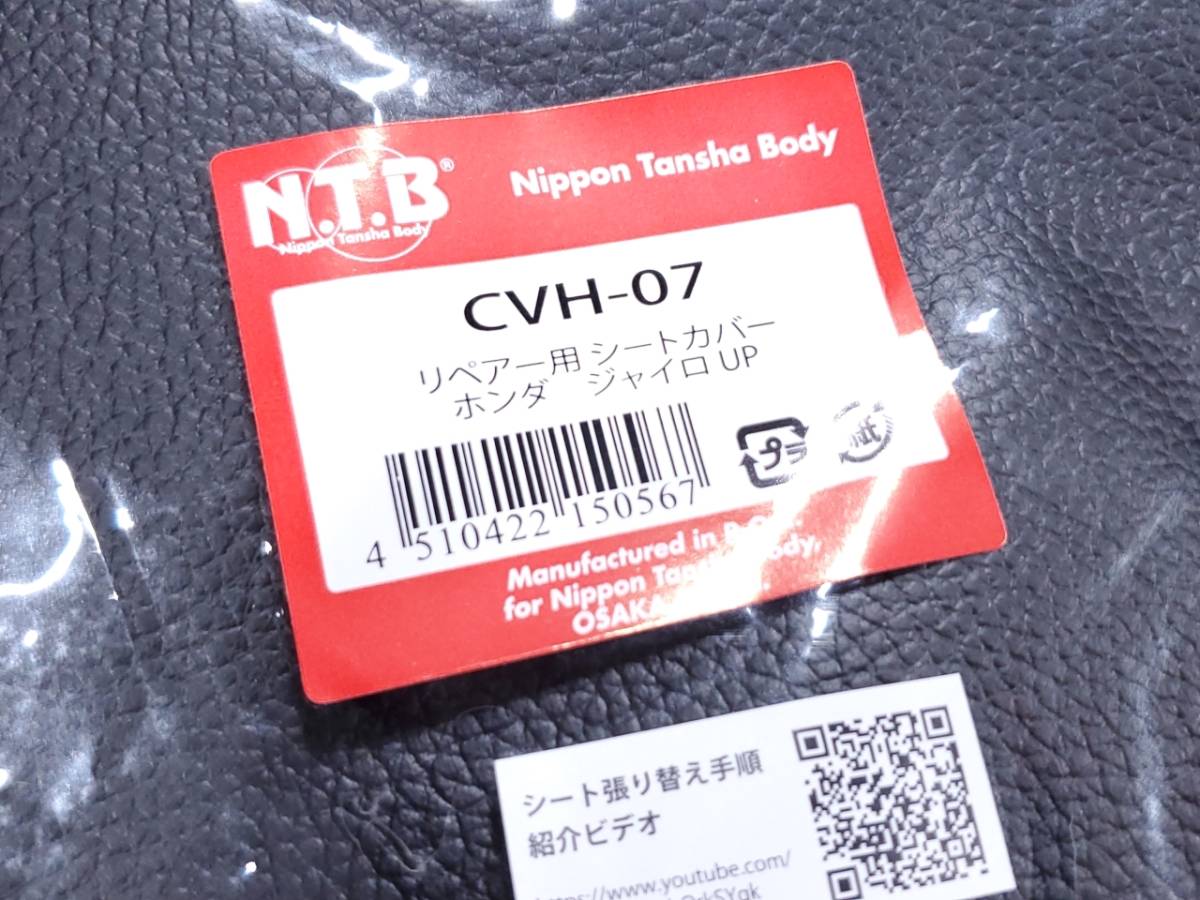 N.T.B®
Nippon Tansha Body
Nippon Tansha Body
CVH-07
リペアー用 シートカバー
ホンダ ジャイロ UP
4 510422 150567
プラ
紙
Manufactured in
for Nippon Body,
OSAKA
シート張り替え手順
紹介ビデオ
https://www.youtube.com/